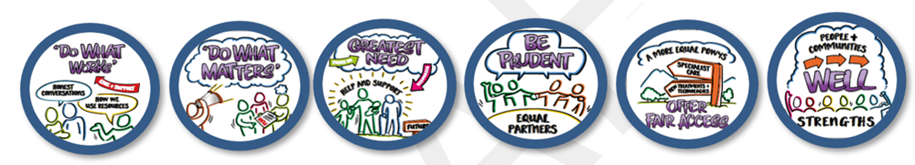 'DO WHAT
WORKS'
HONEST
CONVERSATIONS
HOW WE
USE RESOURCES
'DO WHAT
MATTERS'
GREATEST
NEED
HELP AND SUPPORT
FUTURE
BE
PRUDENT
EQUAL
PARTNERS
A MORE EQUAL POWYS
SPECIALIST
CARE
NEW TREATMENTS +
TECHNOLOGIES
OFFER
FAIR ACCESS
PEOPLE +
COMMUNITIES
WELL
STRENGTHS